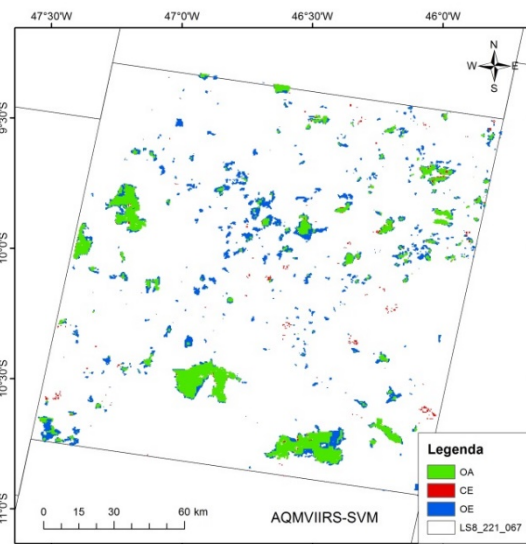 47°30'W 47°0'W 46°30'W 46°0'W
N
W E
S
9°30'S
10°0'S
10°30'S
11°0'S
Legenda
OA
CE
OE
LS8_221_067
0 15 30 60 km
AQMVIIRS-SVM